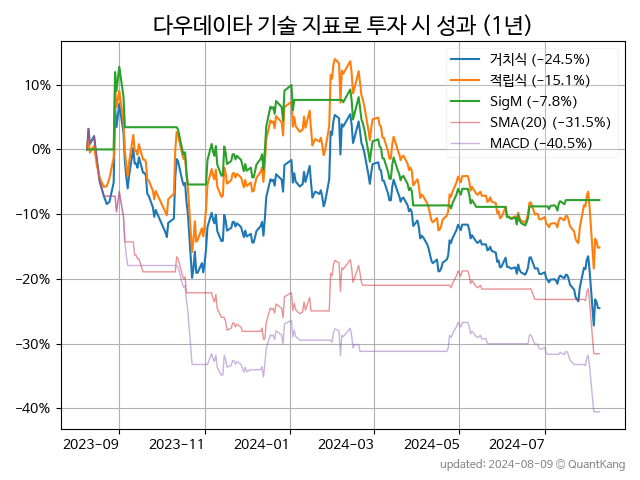 다우데이타 기술 지표로 투자 시 성과 (1년)
거치식 (−24.5%)
적립식 (−15.1%)
SigM (−7.8%)
SMA(20) (−31.5%)
MACD (−40.5%)
10%
0%
−10%
−20%
−30%
−40%
2023-09 2023-11 2024-01 2024-03 2024-05 2024-07
updated: 2024-08-09 © QuantKang